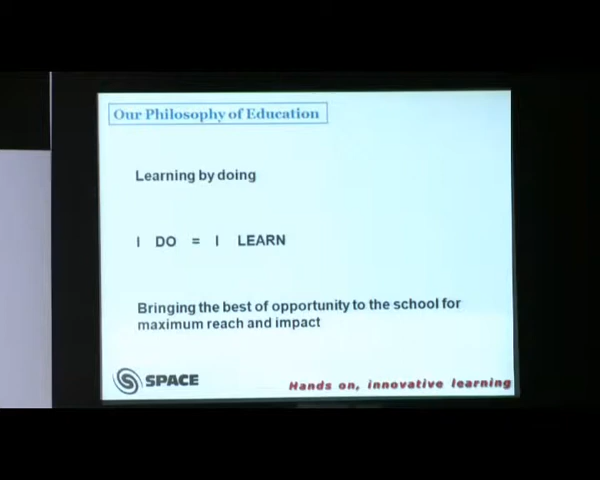 Our Philosophy of Education
Learning by doing
I DO = I LEARN
Bringing the best of opportunity to the school for
maximum reach and impact
SPACE
Hands on, innovative learning